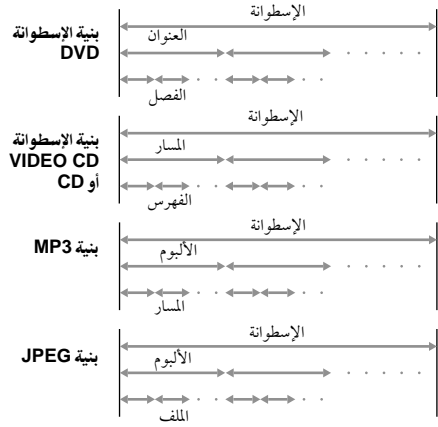 الإسطوانة
بنية الإسطوانة
DVD
العنوان
الفصل
الإسطوانة
بنية الإسطوانة
VIDEO CD
أو CD
المسار
الفهرس
الإسطوانة
بنية MP3
الألبوم
المسار
الإسطوانة
بنية JPEG
الألبوم
الملف